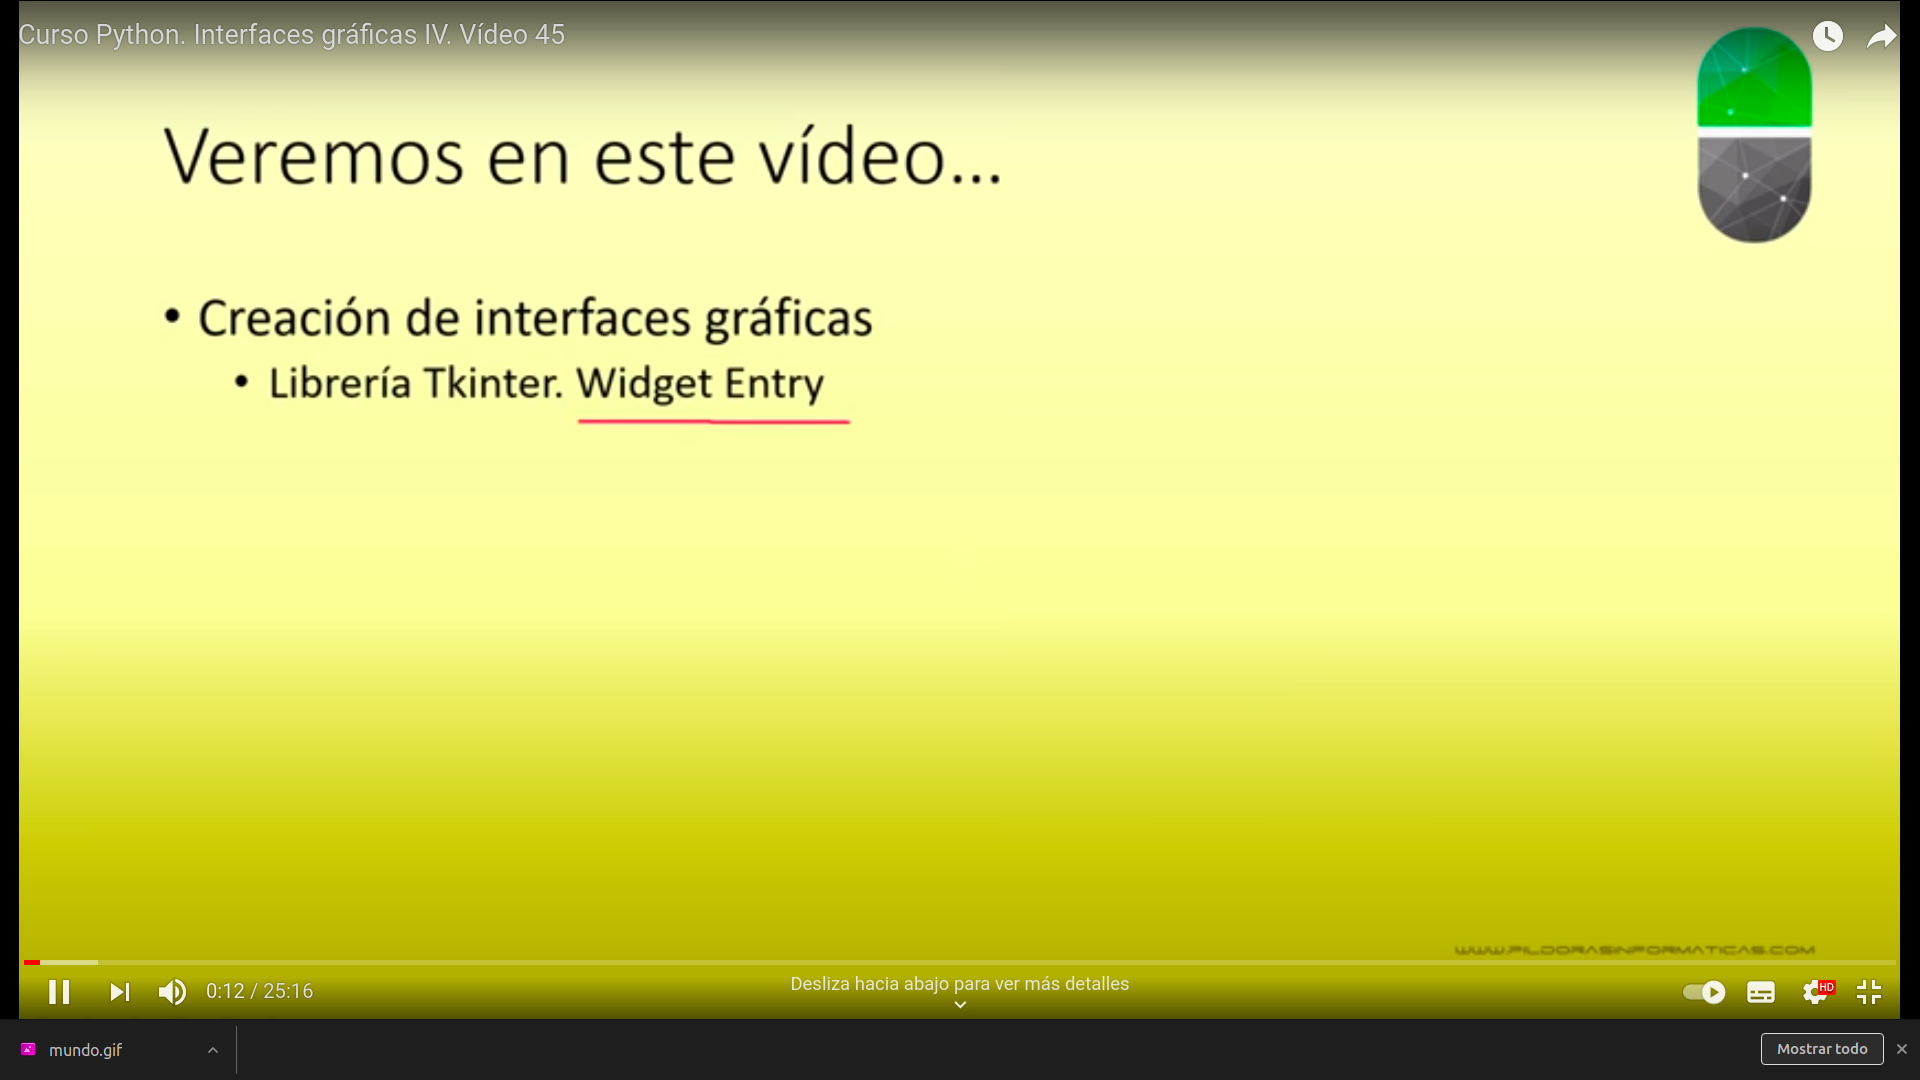 Curso Python. Interfaces gráficas IV. Vídeo 45
Veremos en este vídeo...
• Creación de interfaces gráficas
• Librería Tkinter. Widget Entry
WWW.PILDORASINFORMATICAS.COM
0:12 / 25:16
Desliza hacia abajo para ver más detalles
HD
mundo.gif
Mostrar todo